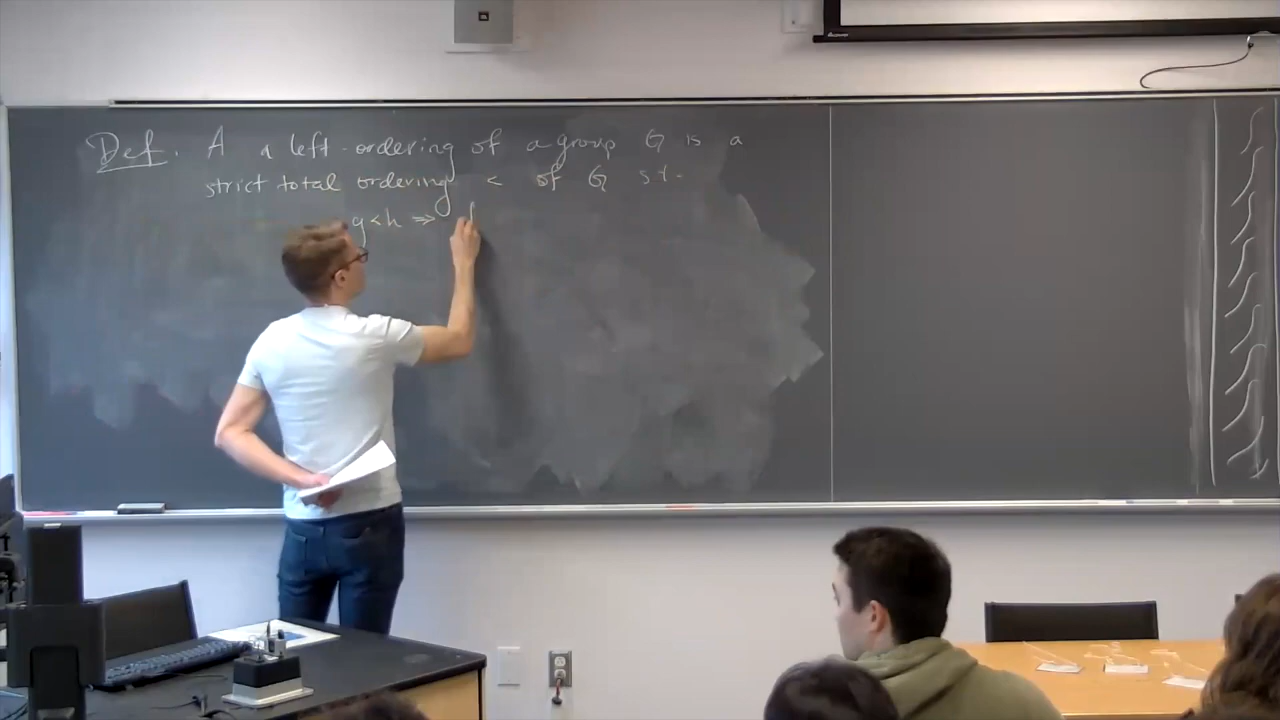 Def. A a left-ordering of a group G is a
strict total ordering < of G s.t.
g<h ⇒ f